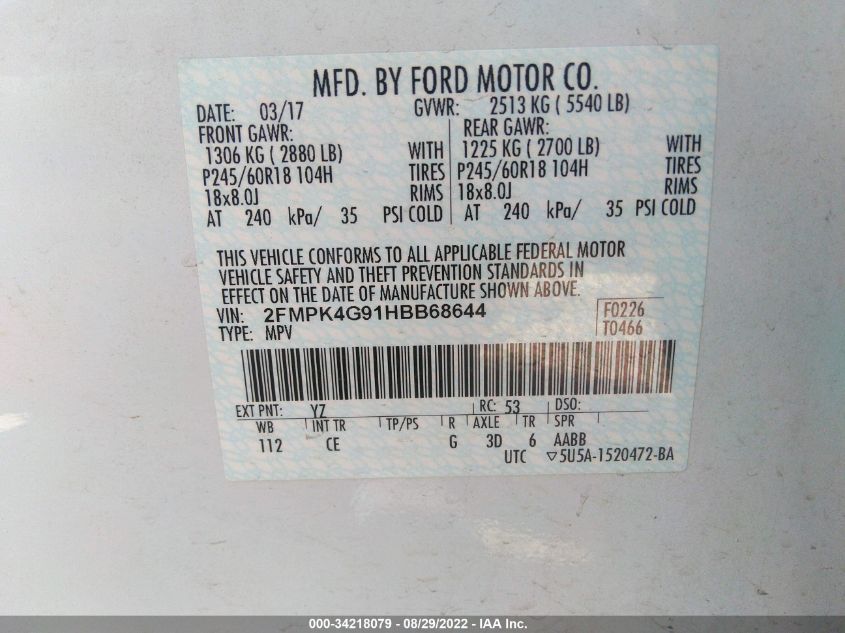 MFD. BY FORD MOTOR CO.
DATE: 03/17 GVWR: 2513 KG ( 5540 LB)
FRONT GAWR: REAR GAWR:
1306 KG ( 2880 LB) WITH 1225 KG ( 2700 LB) WITH
P245/60R18 104H TIRES P245/60R18 104H TIRES
18x8.0J RIMS 18x8.0J RIMS
AT 240 kPa/ 35 PSI COLD AT 240 kPa/ 35 PSI COLD
THIS VEHICLE CONFORMS TO ALL APPLICABLE FEDERAL MOTOR
VEHICLE SAFETY AND THEFT PREVENTION STANDARDS IN
EFFECT ON THE DATE OF MANUFACTURE SHOWN ABOVE.
VIN: 2FMPK4G91HBB68644 F0226
TYPE: MPV T0466
EXT PNT: YZ RC: 53 DSO:
WB INT TR TP/PS R AXLE TR SPR
112 CE G 3D 6 AABB
UTC ▽5U5A-1520472-BA
000-34218079 - 08/29/2022 - IAA Inc.